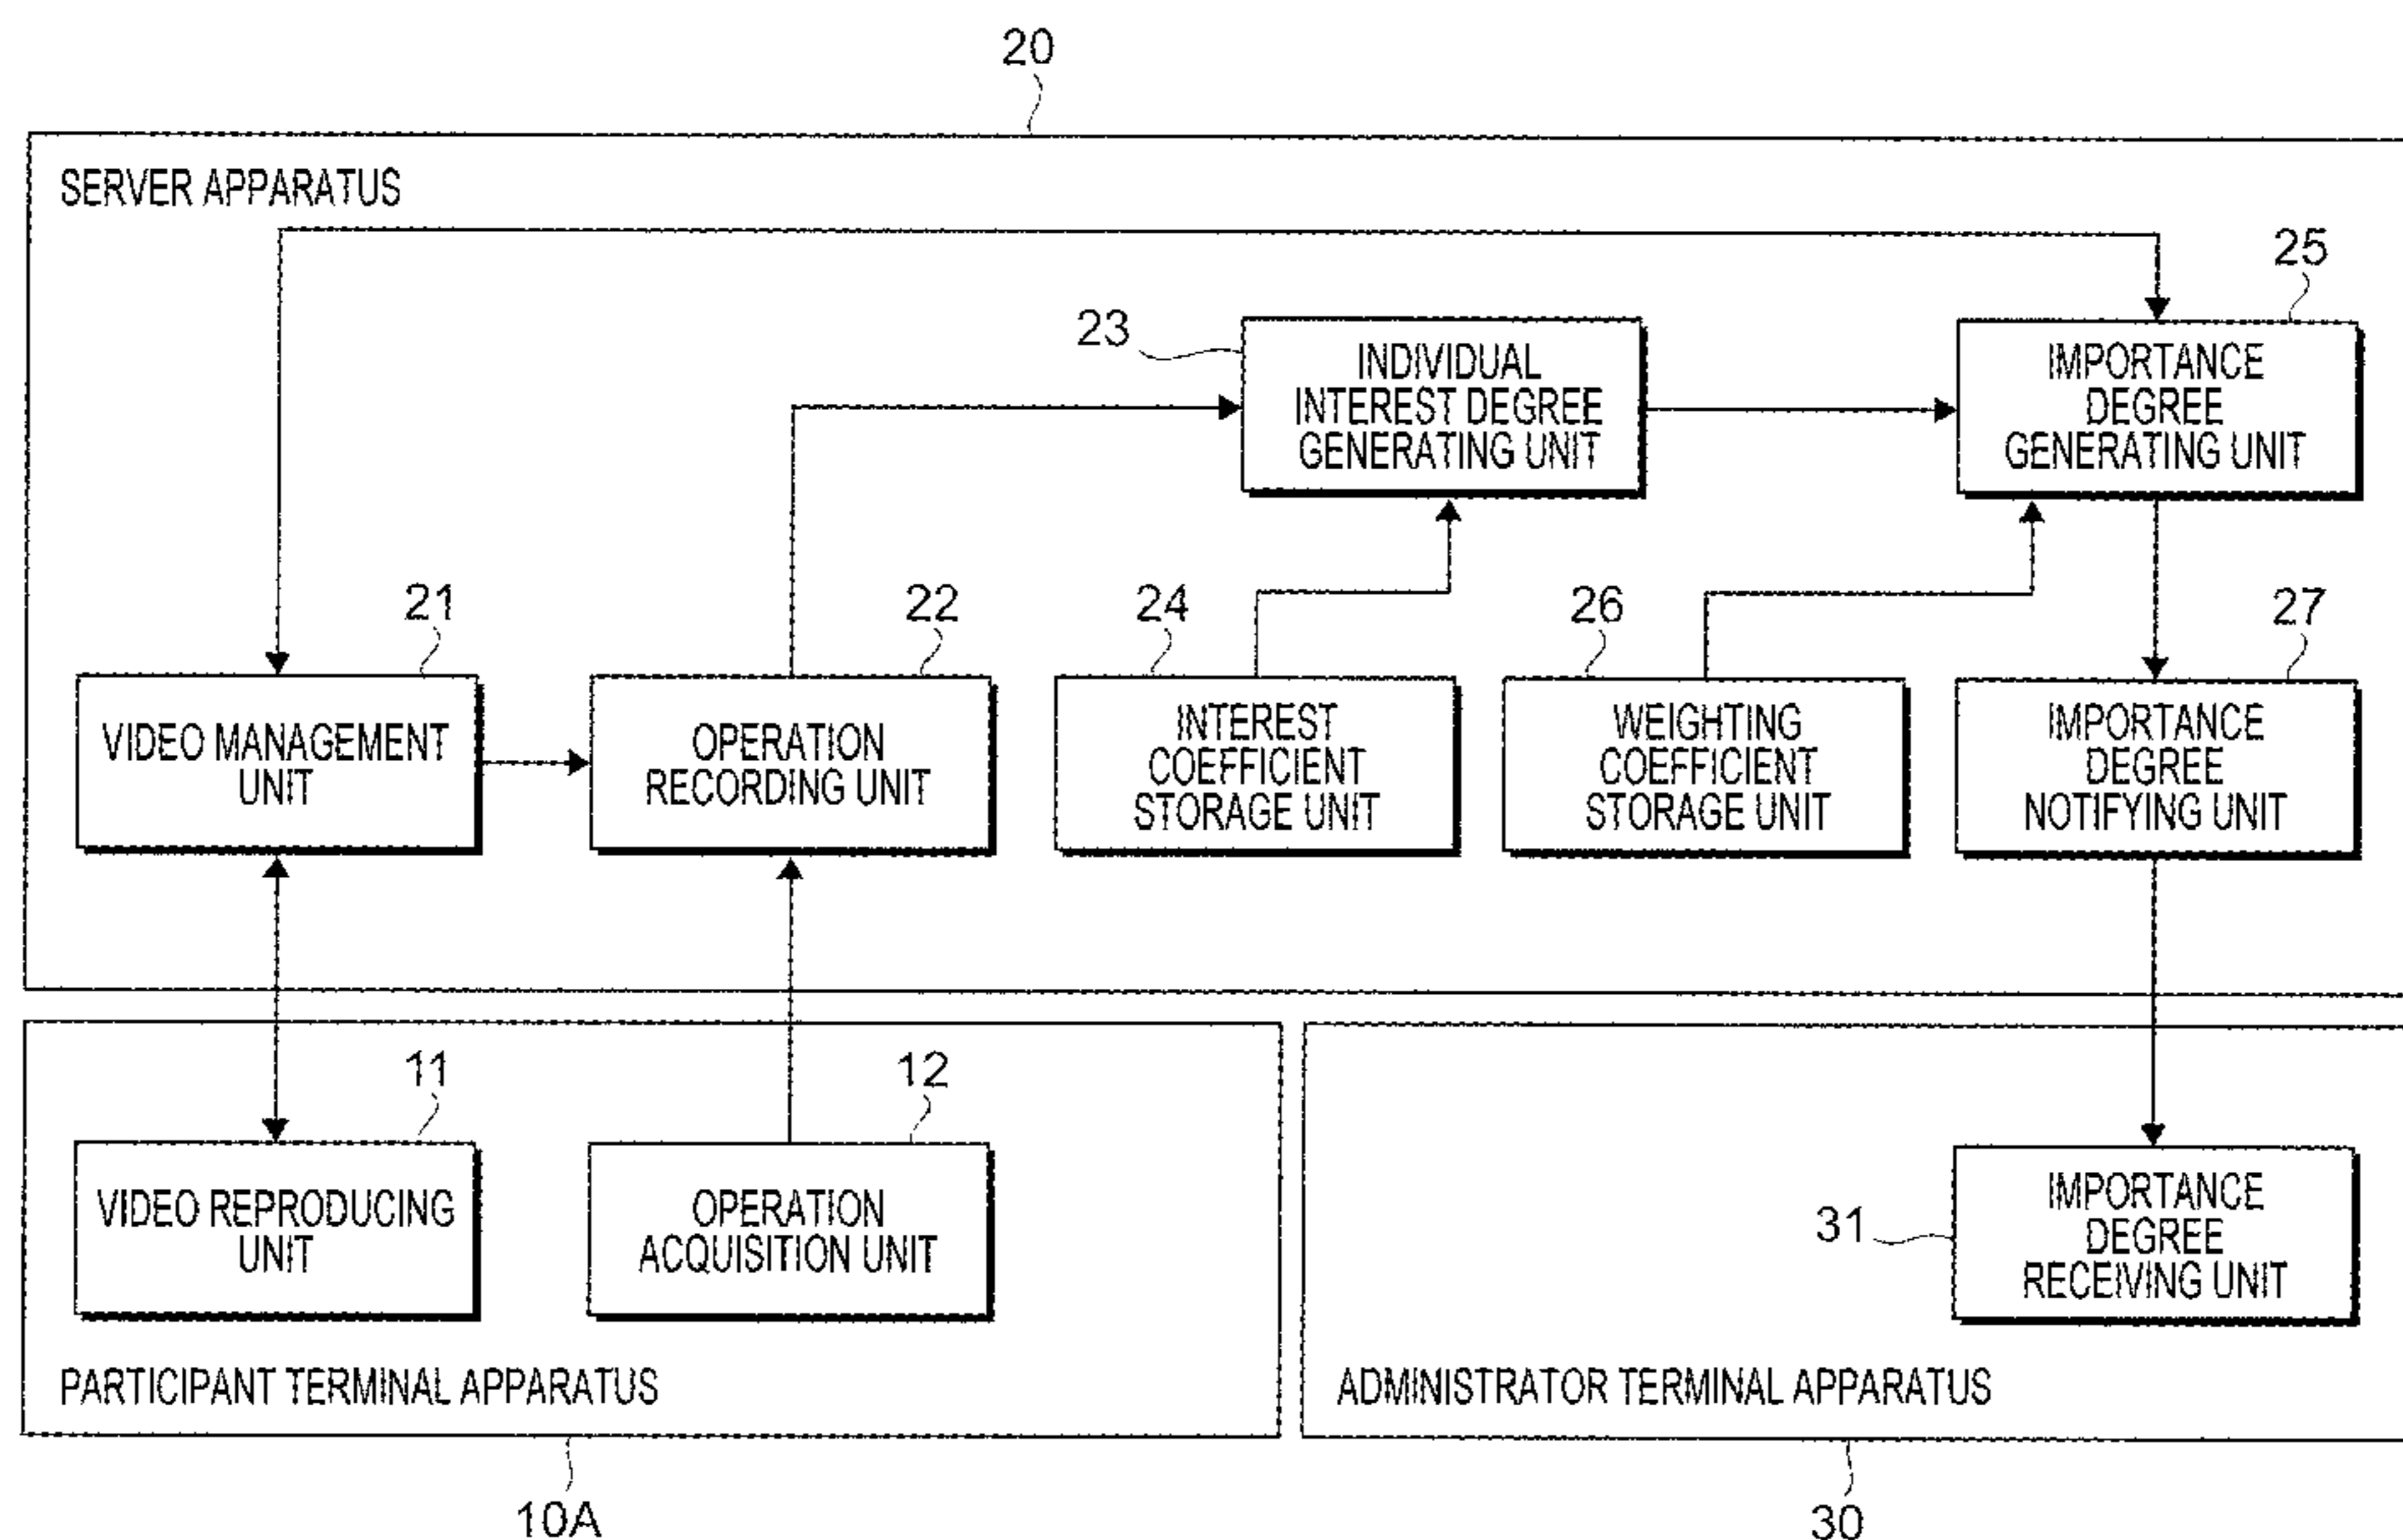 20
SERVER APPARATUS
25
23
INDIVIDUAL
INTEREST DEGREE
GENERATING UNIT
IMPORTANCE
DEGREE
GENERATING UNIT
21
22
24
26
27
VIDEO MANAGEMENT
UNIT
OPERATION
RECORDING UNIT
INTEREST
COEFFICIENT
STORAGE UNIT
WEIGHTING
COEFFICIENT
STORAGE UNIT
IMPORTANCE
DEGREE
NOTIFYING UNIT
11
12
VIDEO REPRODUCING
UNIT
OPERATION
ACQUISITION UNIT
31
IMPORTANCE
DEGREE
RECEIVING UNIT
PARTICIPANT TERMINAL APPARATUS
ADMINISTRATOR TERMINAL APPARATUS
10A
30